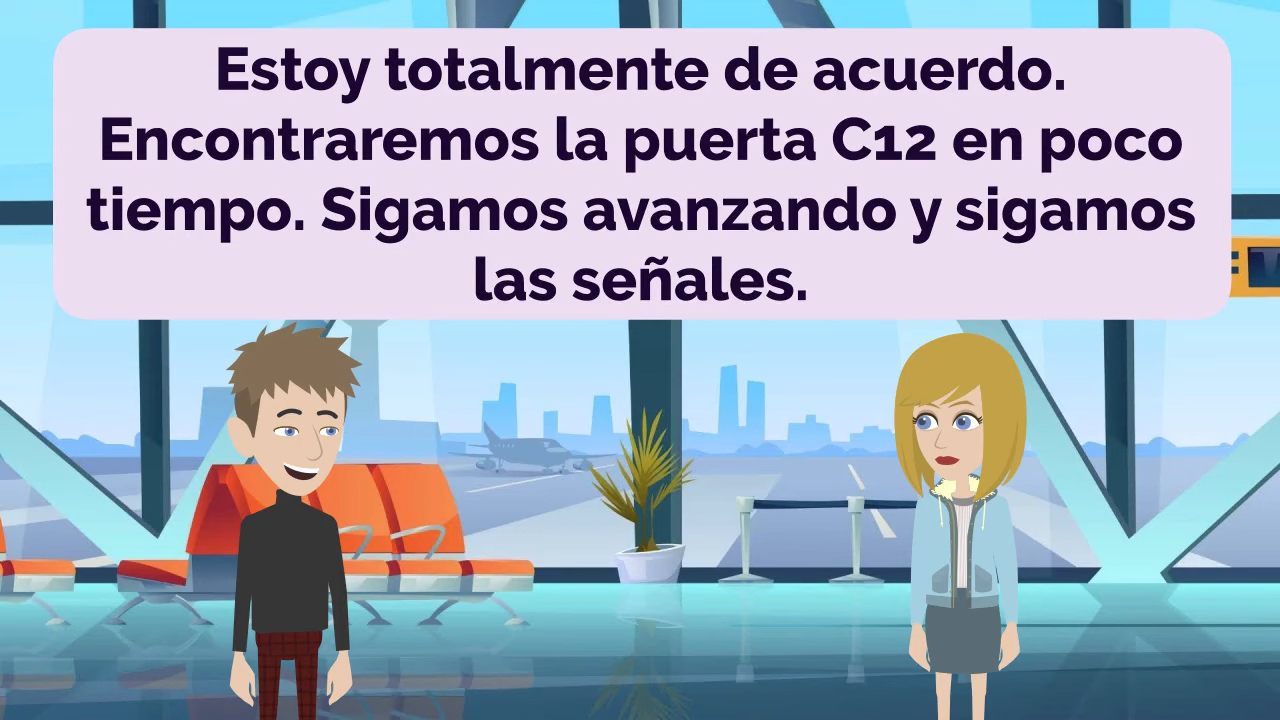 Estoy totalmente de acuerdo.
Encontraremos la puerta C12 en poco
tiempo. Sigamos avanzando y sigamos
las señales.